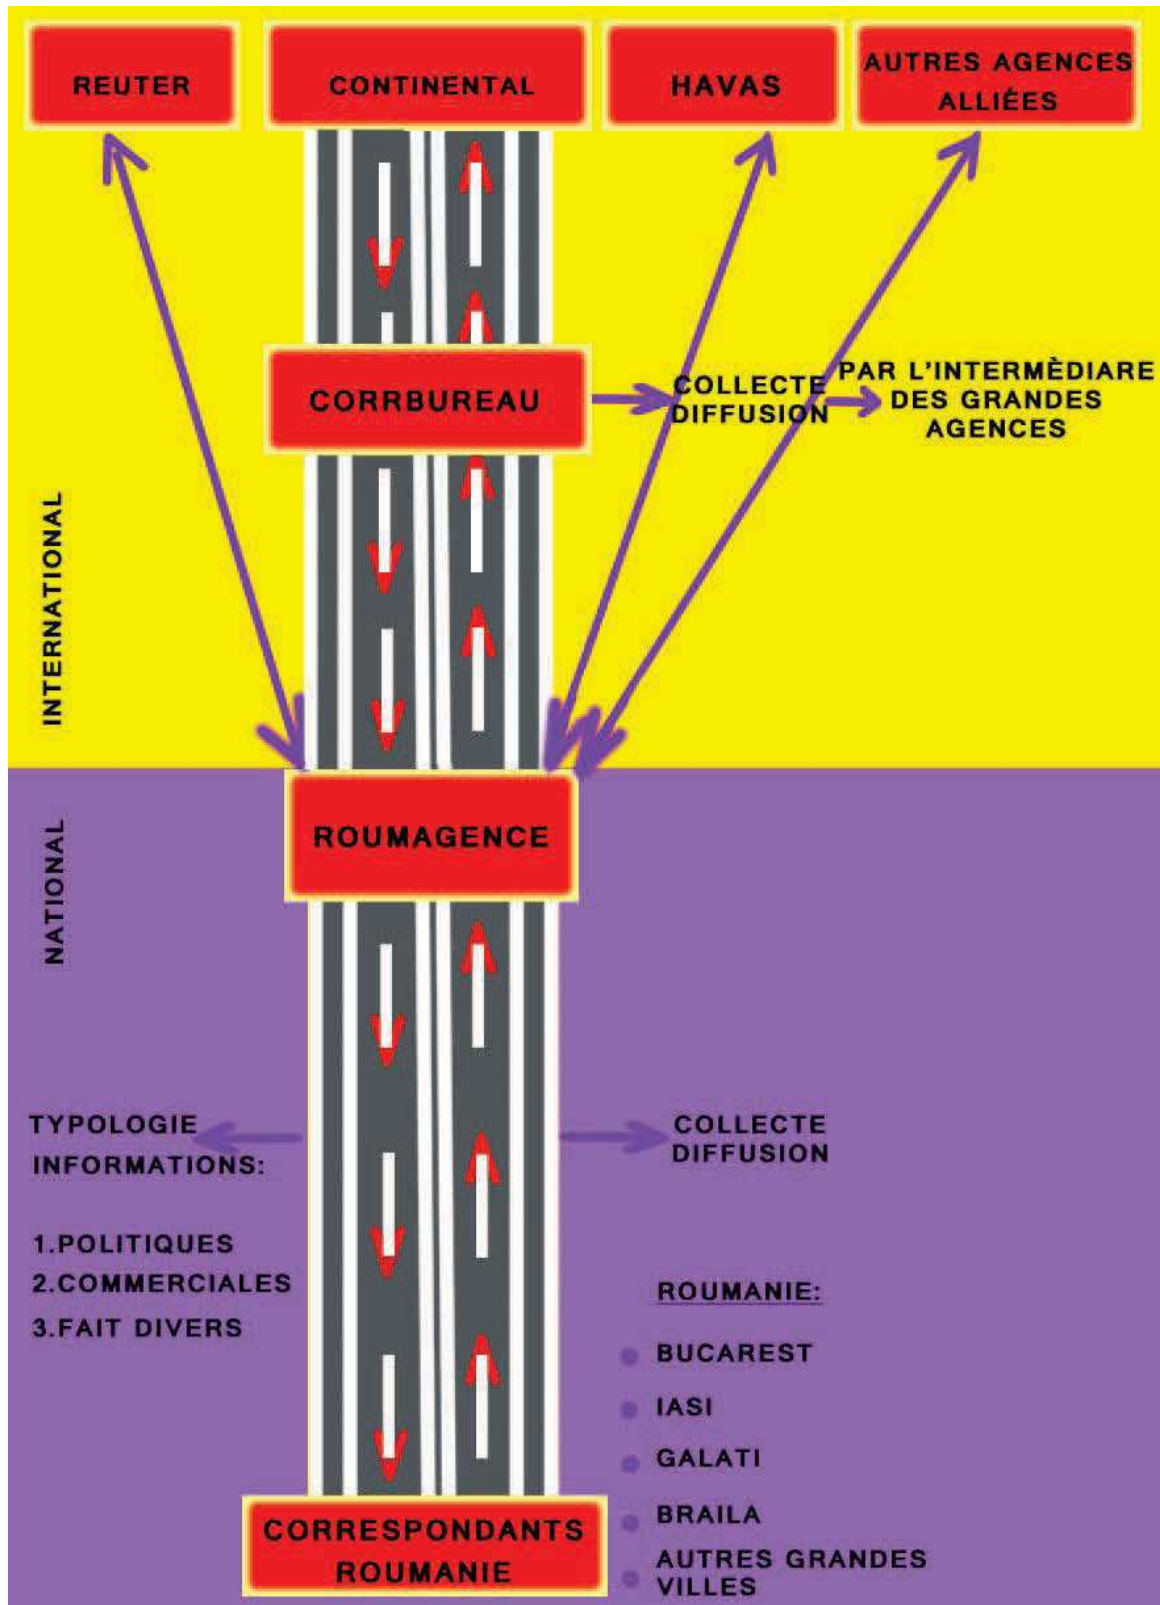 REUTER
CONTINENTAL
HAVAS
AUTRES AGENCES
ALLIÉES
CORRBUREAU
COLLECTE
DIFFUSION
PAR L'INTERMÈDIARE
DES GRANDES
AGENCES
INTERNATIONAL
NATIONAL
ROUMAGENCE
TYPOLOGIE
INFORMATIONS:
1.POLITIQUES
2.COMMERCIALES
3.FAIT DIVERS
COLLECTE
DIFFUSION
ROUMANIE:
BUCAREST
IASI
GALATI
BRAILA
AUTRES GRANDES
VILLES
CORRESPONDANTS
ROUMANIE